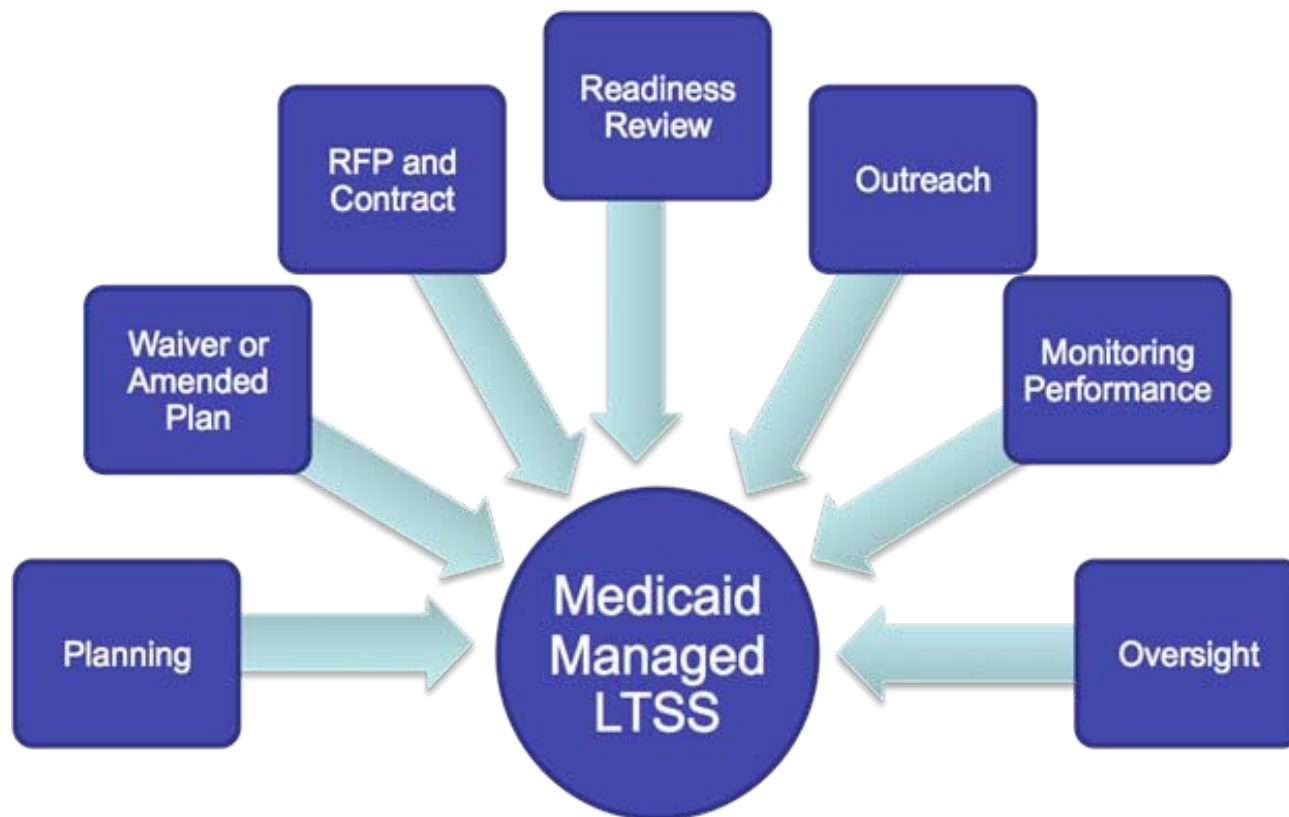 Planning
Waiver or
Amended
Plan
RFP and
Contract
Readiness
Review
Outreach
Monitoring
Performance
Oversight
Medicaid
Managed
LTSS